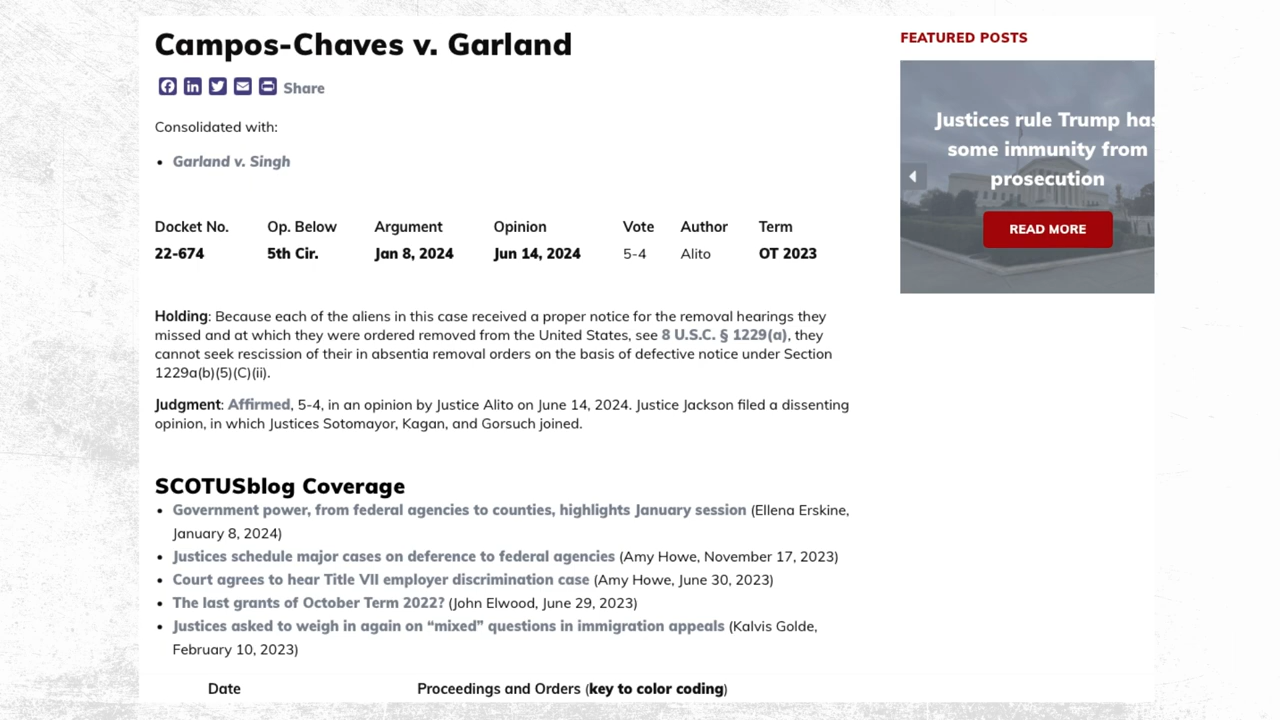 Campos-Chaves v. Garland
Share
Consolidated with:
• Garland v. Singh
Docket No. Op. Below Argument Opinion Vote Author Term
22-674 5th Cir. Jan 8, 2024 Jun 14, 2024 5-4 Alito OT 2023
Holding: Because each of the aliens in this case received a proper notice for the removal hearings they
missed and at which they were ordered removed from the United States, see 8 U.S.C. § 1229(a), they
cannot seek rescission of their in absentia removal orders on the basis of defective notice under Section
1229a(b)(5)(C)(ii).
Judgment: Affirmed, 5-4, in an opinion by Justice Alito on June 14, 2024. Justice Jackson filed a dissenting
opinion, in which Justices Sotomayor, Kagan, and Gorsuch joined.
SCOTUSblog Coverage
• Government power, from federal agencies to counties, highlights January session (Ellena Erskine,
January 8, 2024)
• Justices schedule major cases on deference to federal agencies (Amy Howe, November 17, 2023)
• Court agrees to hear Title VII employer discrimination case (Amy Howe, June 30, 2023)
• The last grants of October Term 2022? (John Elwood, June 29, 2023)
• Justices asked to weigh in again on “mixed” questions in immigration appeals (Kalvis Golde,
February 10, 2023)
Date Proceedings and Orders (key to color coding)
FEATURED POSTS
Justices rule Trump has
some immunity from
prosecution
READ MORE